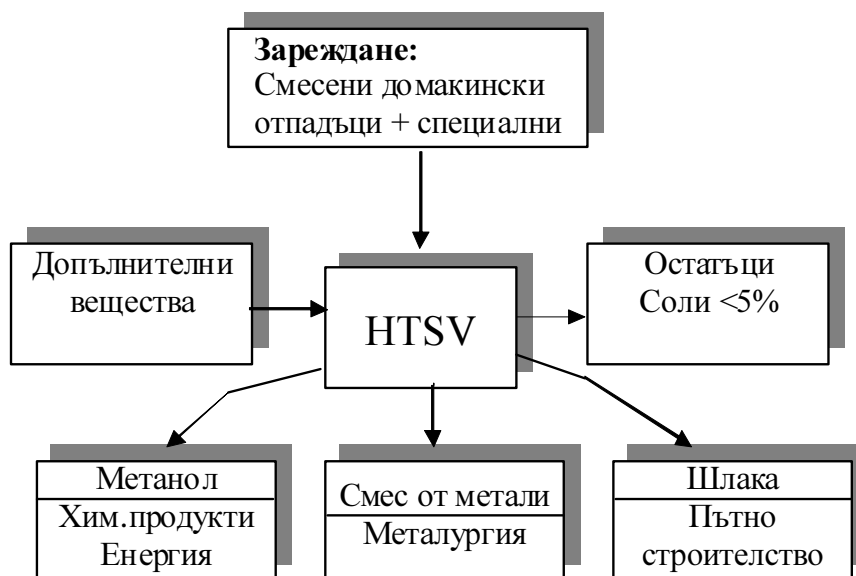 Зареждане:
Смесени домакински
отпадъци + специални
Допълнителни
вещества
HTSV
Остатъци
Соли <5%
Метанол
Хим.продукти
Енергия
Смес от метали
Металургия
Шлака
Пътно
строителство